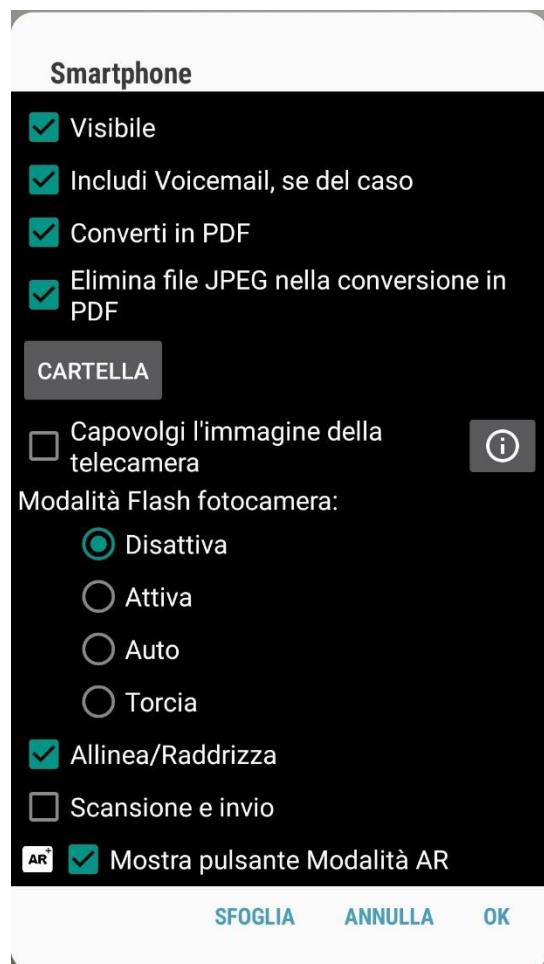 Smartphone
Visibile
Includi Voicemail, se del caso
Converti in PDF
Elimina file JPEG nella conversione in
PDF
CARTELLA
Capovolgi l'immagine della
telecamera
Modalità Flash fotocamera:
Disattiva
Attiva
Auto
Torcia
Allinea/Raddrizza
Scansione e invio
AR+ Mostra pulsante Modalità AR
SFOGLIA ANNULLA OK